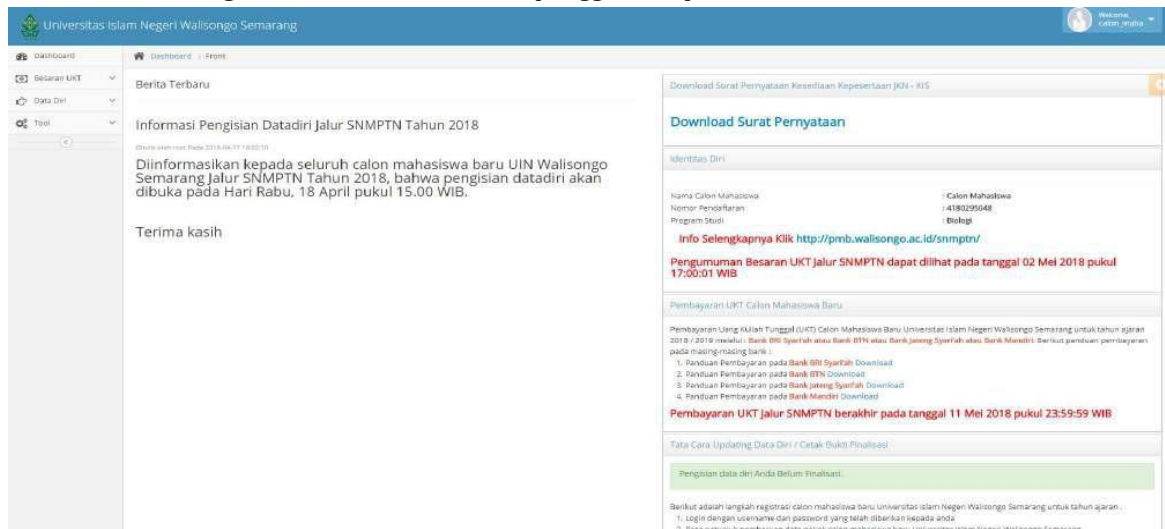 Universitas Islam Negeri Walisongo Semarang
Welcome,
calon_maba
Dashboard
Besaran UKT
Data Diri
Tool
Dashboard > Front
Berita Terbaru
Informasi Pengisian Datadiri Jalur SNMPTN Tahun 2018
Diinformasikan kepada seluruh calon mahasiswa baru UIN Walisongo
Semarang Jalur SNMPTN Tahun 2018, bahwa pengisian datadiri akan
dibuka pada Hari Rabu, 18 April pukul 15.00 WIB.
Terima kasih
Download Surat Pernyataan Kesediaan Kepesertaan JKN - KIS
Download Surat Pernyataan
Identitas Diri
Nama Calon Mahasiswa : Calon Mahasiswa
Nomor Pendaftaran : 4180295048
Program Studi : Biologi
Info Selengkapnya Klik http://pmb.walisongo.ac.id/snmptn/
Pengumuman Besaran UKT Jalur SNMPTN dapat dilihat pada tanggal 02 Mei 2018 pukul
17:00:01 WIB
Pembayaran UKT Calon Mahasiswa Baru
Pembayaran Uang Kuliah Tunggal (UKT) Calon Mahasiswa Baru Universitas Islam Negeri Walisongo Semarang untuk tahun ajaran
2018 / 2019 melalui : Bank BRI Syari'ah atau Bank BTN atau Bank Jateng Syari'ah atau Bank Mandiri. Berikut panduan pembayaran
pada masing-masing bank :
1. Panduan Pembayaran pada Bank BRI Syari'ah Download
2. Panduan Pembayaran pada Bank BTN Download
3. Panduan Pembayaran pada Bank Jateng Syari'ah Download
4. Panduan Pembayaran pada Bank Mandiri Download
Pembayaran UKT Jalur SNMPTN berakhir pada tanggal 11 Mei 2018 pukul 23:59:59 WIB
Tata Cara Updating Data Diri / Cetak Bukti Finalisasi
Pengisian data diri Anda Belum Finalisasi.
Berikut adalah langkah registrasi calon mahasiswa baru Universitas Islam Negeri Walisongo Semarang untuk tahun ajaran .
1. Login dengan username dan password yang telah diberikan kepada anda